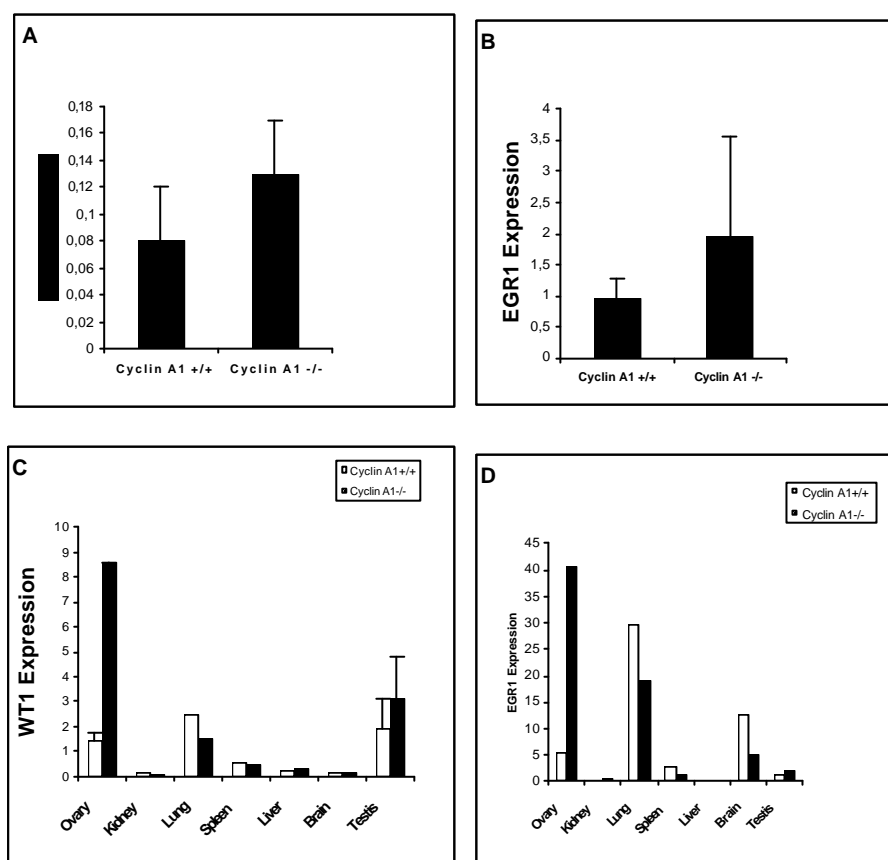 A
0,18
0,16
0,14
0,12
0,1
0,08
0,06
0,04
0,02
0
Cyclin A1 +/+ Cyclin A1 -/-
B
EGR1 Expression
4
3,5
3
2,5
2
1,5
1
0,5
0
Cyclin A1 +/+ Cyclin A1 -/-
C
Cyclin A1+/+
Cyclin A1-/-
WT1 Expression
10
9
8
7
6
5
4
3
2
1
0
Ovary Kidney Lung Spleen Liver Brain Testis
D
Cyclin A1+/+
Cyclin A1-/-
EGR1 Expression
45
40
35
30
25
20
15
10
5
0
Ovary Kidney Lung Spleen Liver Brain Testis